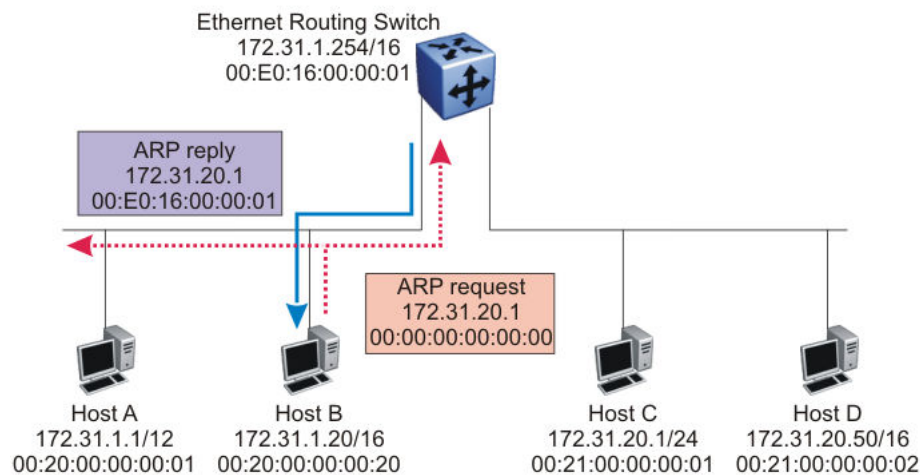 Ethernet Routing Switch
172.31.1.254/16
00:E0:16:00:00:01
ARP reply
172.31.20.1
00:E0:16:00:00:01
ARP request
172.31.20.1
00:00:00:00:00:00
Host A
172.31.1.1/12
00:20:00:00:00:01
Host B
172.31.1.20/16
00:20:00:00:00:20
Host C
172.31.20.1/24
00:21:00:00:00:01
Host D
172.31.20.50/16
00:21:00:00:00:02